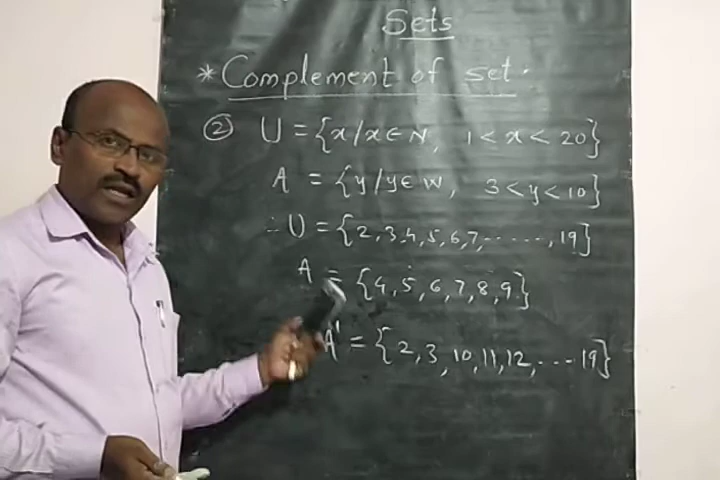 Sets
* Complement of set.
② U = {x/x∈N, 1 < x < 20}
A = {y/y∈W, 3 < y < 10}
∴ U = {2,3,4,5,6,7,......, 19}
A = {4,5,6,7,8,9}
A' = {2,3,10,11,12,...19}